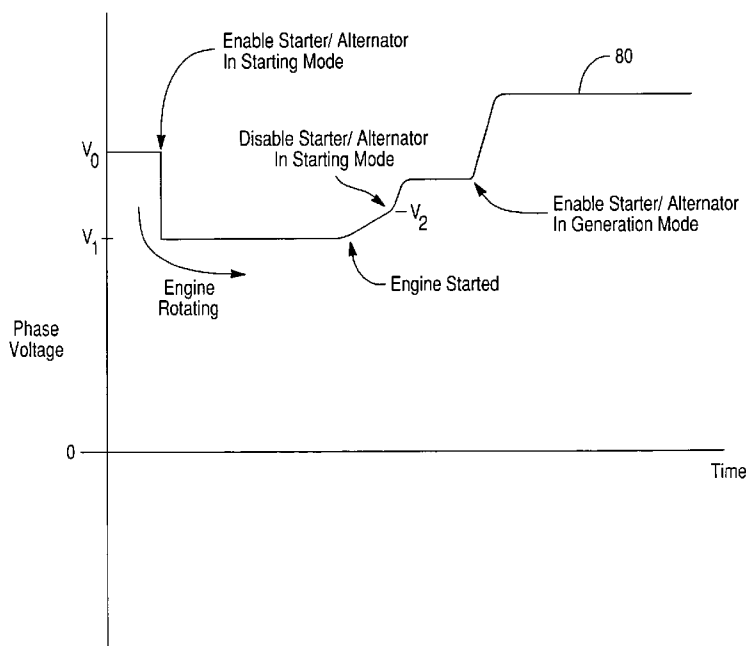 Enable Starter/ Alternator
In Starting Mode
80
V0
Disable Starter/ Alternator
In Starting Mode
V2
Enable Starter/ Alternator
In Generation Mode
V1
Engine
Rotating
Engine Started
Phase
Voltage
0
Time